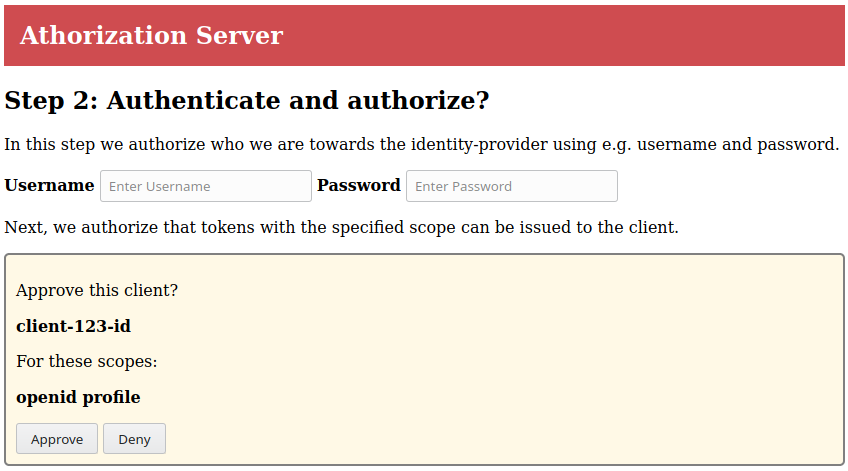 Athorization Server
Step 2: Authenticate and authorize?
In this step we authorize who we are towards the identity-provider using e.g. username and password.
Username Enter Username Password Enter Password
Next, we authorize that tokens with the specified scope can be issued to the client.
Approve this client?
client-123-id
For these scopes:
openid profile
Approve Deny